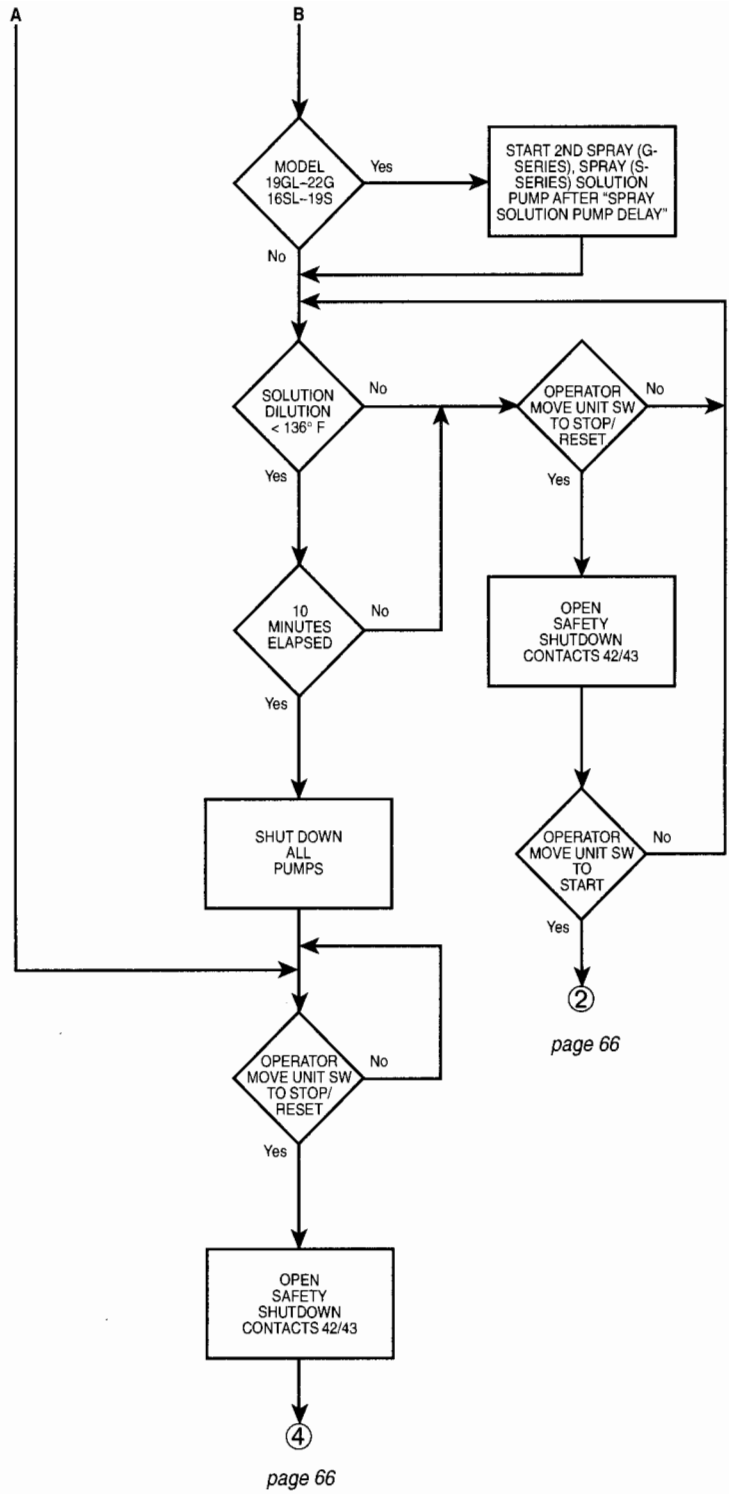 A
B
MODEL
19GL–22G
16SL–19S
Yes
START 2ND SPRAY (G-
SERIES), SPRAY (S-
SERIES) SOLUTION
PUMP AFTER "SPRAY
SOLUTION PUMP DELAY"
No
SOLUTION
DILUTION
< 136° F
No
OPERATOR
MOVE UNIT SW
TO STOP/
RESET
No
Yes
Yes
10
MINUTES
ELAPSED
No
OPEN
SAFETY
SHUTDOWN
CONTACTS 42/43
Yes
SHUT DOWN
ALL
PUMPS
OPERATOR
MOVE UNIT SW
TO
START
No
Yes
2
page 66
OPERATOR
MOVE UNIT SW
TO STOP/
RESET
No
Yes
OPEN
SAFETY
SHUTDOWN
CONTACTS 42/43
4
page 66